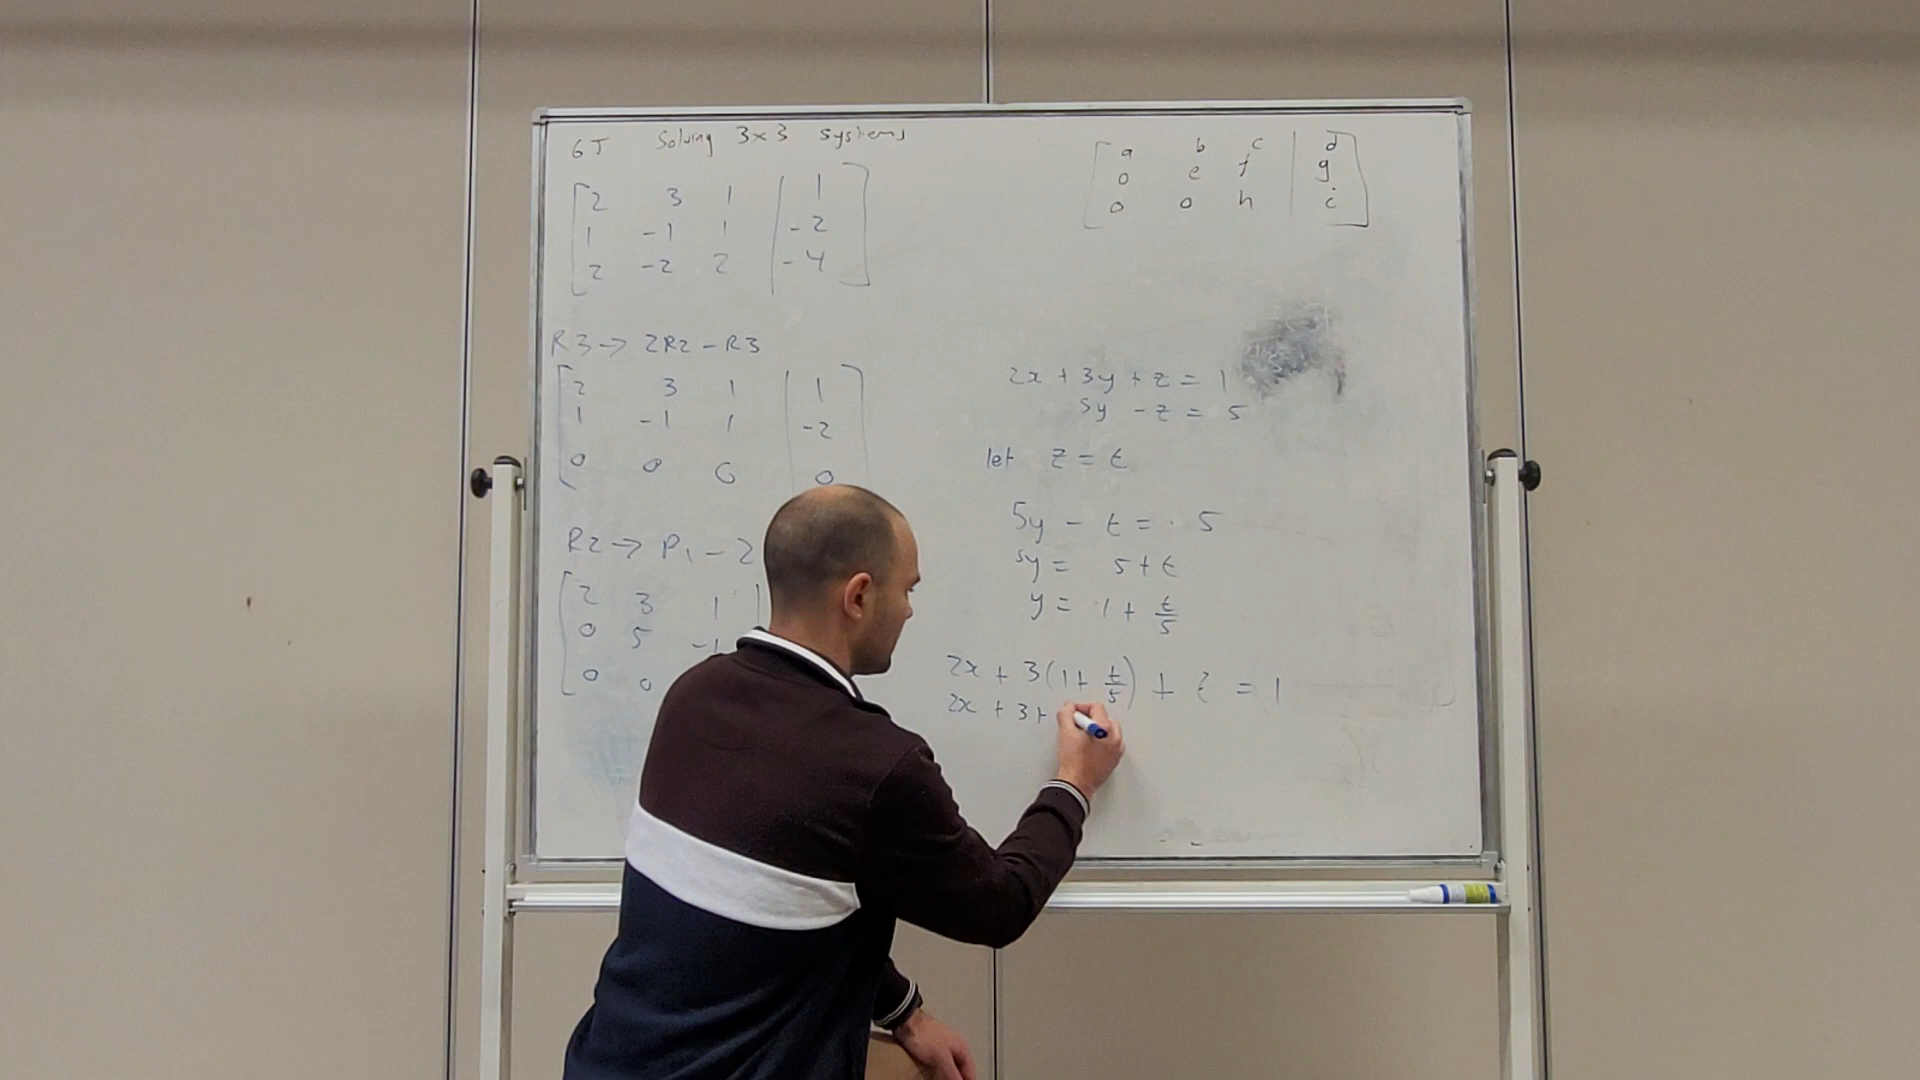 6J Solving 3x3 systems
2 3 1 | 1
1 -1 1 | -2
2 -2 2 | -4
R3 → 2R2 - R3
2 3 1 | 1
1 -1 1 | -2
0 0 0 | 0
R2 → R1 - 2
2 3 1
0 5 -1
0 0
a b c | d
0 e f | g
0 0 h | i
2x + 3y + z = 1
5y - z = 5
let z = t
5y - t = 5
5y = 5 + t
y = 1 + t/5
2x + 3(1 + t/5) + t = 1
2x + 3 +